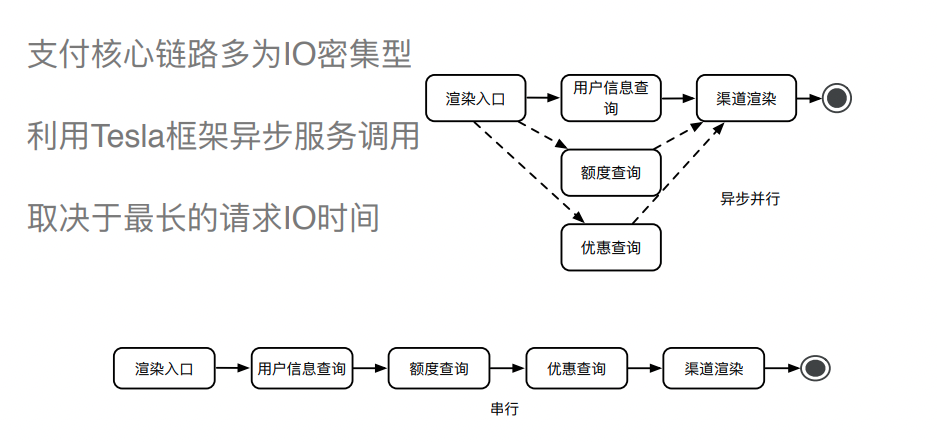 支付核心链路多为IO密集型
利用Tesla框架异步服务调用
取决于最长的请求IO时间
渲染入口
用户信息查
询
渠道渲染
额度查询
异步并行
优惠查询
渲染入口
用户信息查询
额度查询
优惠查询
渠道渲染
串行